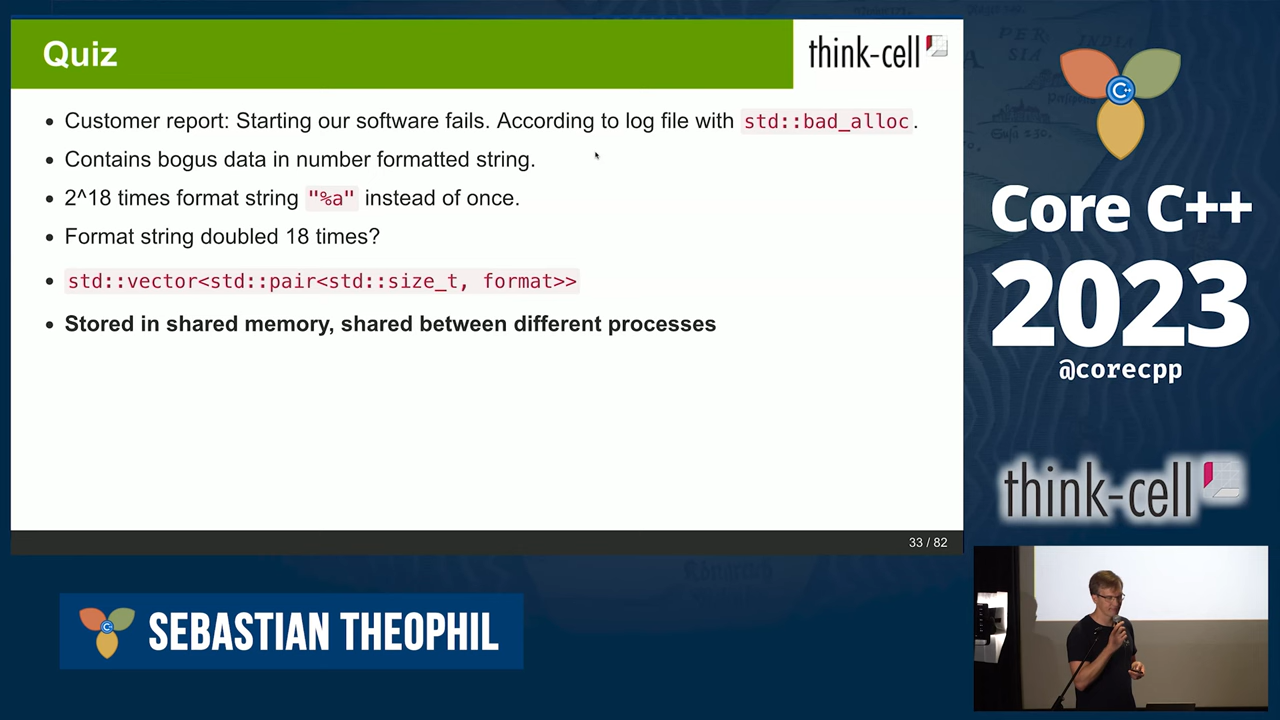 Quiz
think-cell
• Customer report: Starting our software fails. According to log file with std::bad_alloc.
• Contains bogus data in number formatted string.
• 2^18 times format string "%a" instead of once.
• Format string doubled 18 times?
• std::vector<std::pair<std::size_t, format>>
• Stored in shared memory, shared between different processes
33 / 82
C++
Core C++
2023
@corecpp
think-cell
SEBASTIAN THEOPHIL